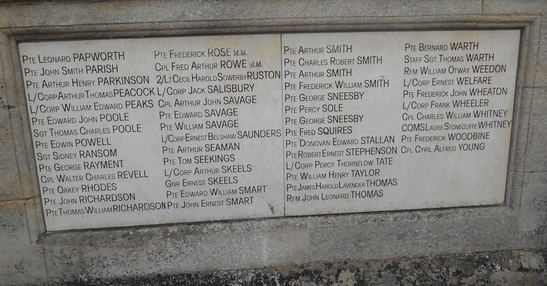 Pte Leonard PAPWORTH
Pte John Smith PARISH
Pte Arthur Henry PARKINSON
L/Corp Arthur Thomas PEACOCK
L/Corp William Edward PEAKS
Pte Edward John POOLE
Sgt Thomas Charles POOLE
Pte Edwin POWELL
Sgt Sidney RANSOM
Pte George RAYMENT
Cpl Walter Charles REVELL
Pte Oakey RHODES
Pte John RICHARDSON
Pte Thomas William RICHARDSON
Pte Frederick ROSE M.M.
Cpl Fred Arthur ROWE M.M.
2/Lt Cecil Harold Sowerby RUSTON
L/Corp Jack SALISBURY
Cpl Arthur John SAVAGE
Pte Edward SAVAGE
Pte William SAVAGE
L/Corp Ernest Belshaw SAUNDERS
Pte Arthur SEAMAN
Pte Tom SEEKINGS
L/Corp Arthur SKEELS
Gnr Ernest SKEELS
Pte Edward William SMART
Pte John Ernest SMART
Pte Arthur SMITH
Pte Charles Robert SMITH
Pte Arthur SMITH
Pte Frederick William SMITH
Pte George SNEESBY
Pte Percy SOLE
Pte George SNEESBY
Pte Fred SQUIRES
Pte Donovan Edward STALLAN
Pte Robert Ernest STEPHENSON
L/Corp Percy Thornelow TATE
Pte William Henry TAYLOR
Pte James Harold Lavender THOMAS
Rfm John Leonard THOMAS
Pte Bernard WARTH
Staff Sgt Thomas WARTH
Rfm William Otway WEEDON
L/Corp Ernest WELFARE
Pte Frederick John WHEATON
L/Corp Frank WHEELER
Cpl Charles William WHITNEY
COMS Laurie Stonecliffe WHITNEY
Pte Frederick WOODBINE
Cpl Cyril Alfred YOUNG